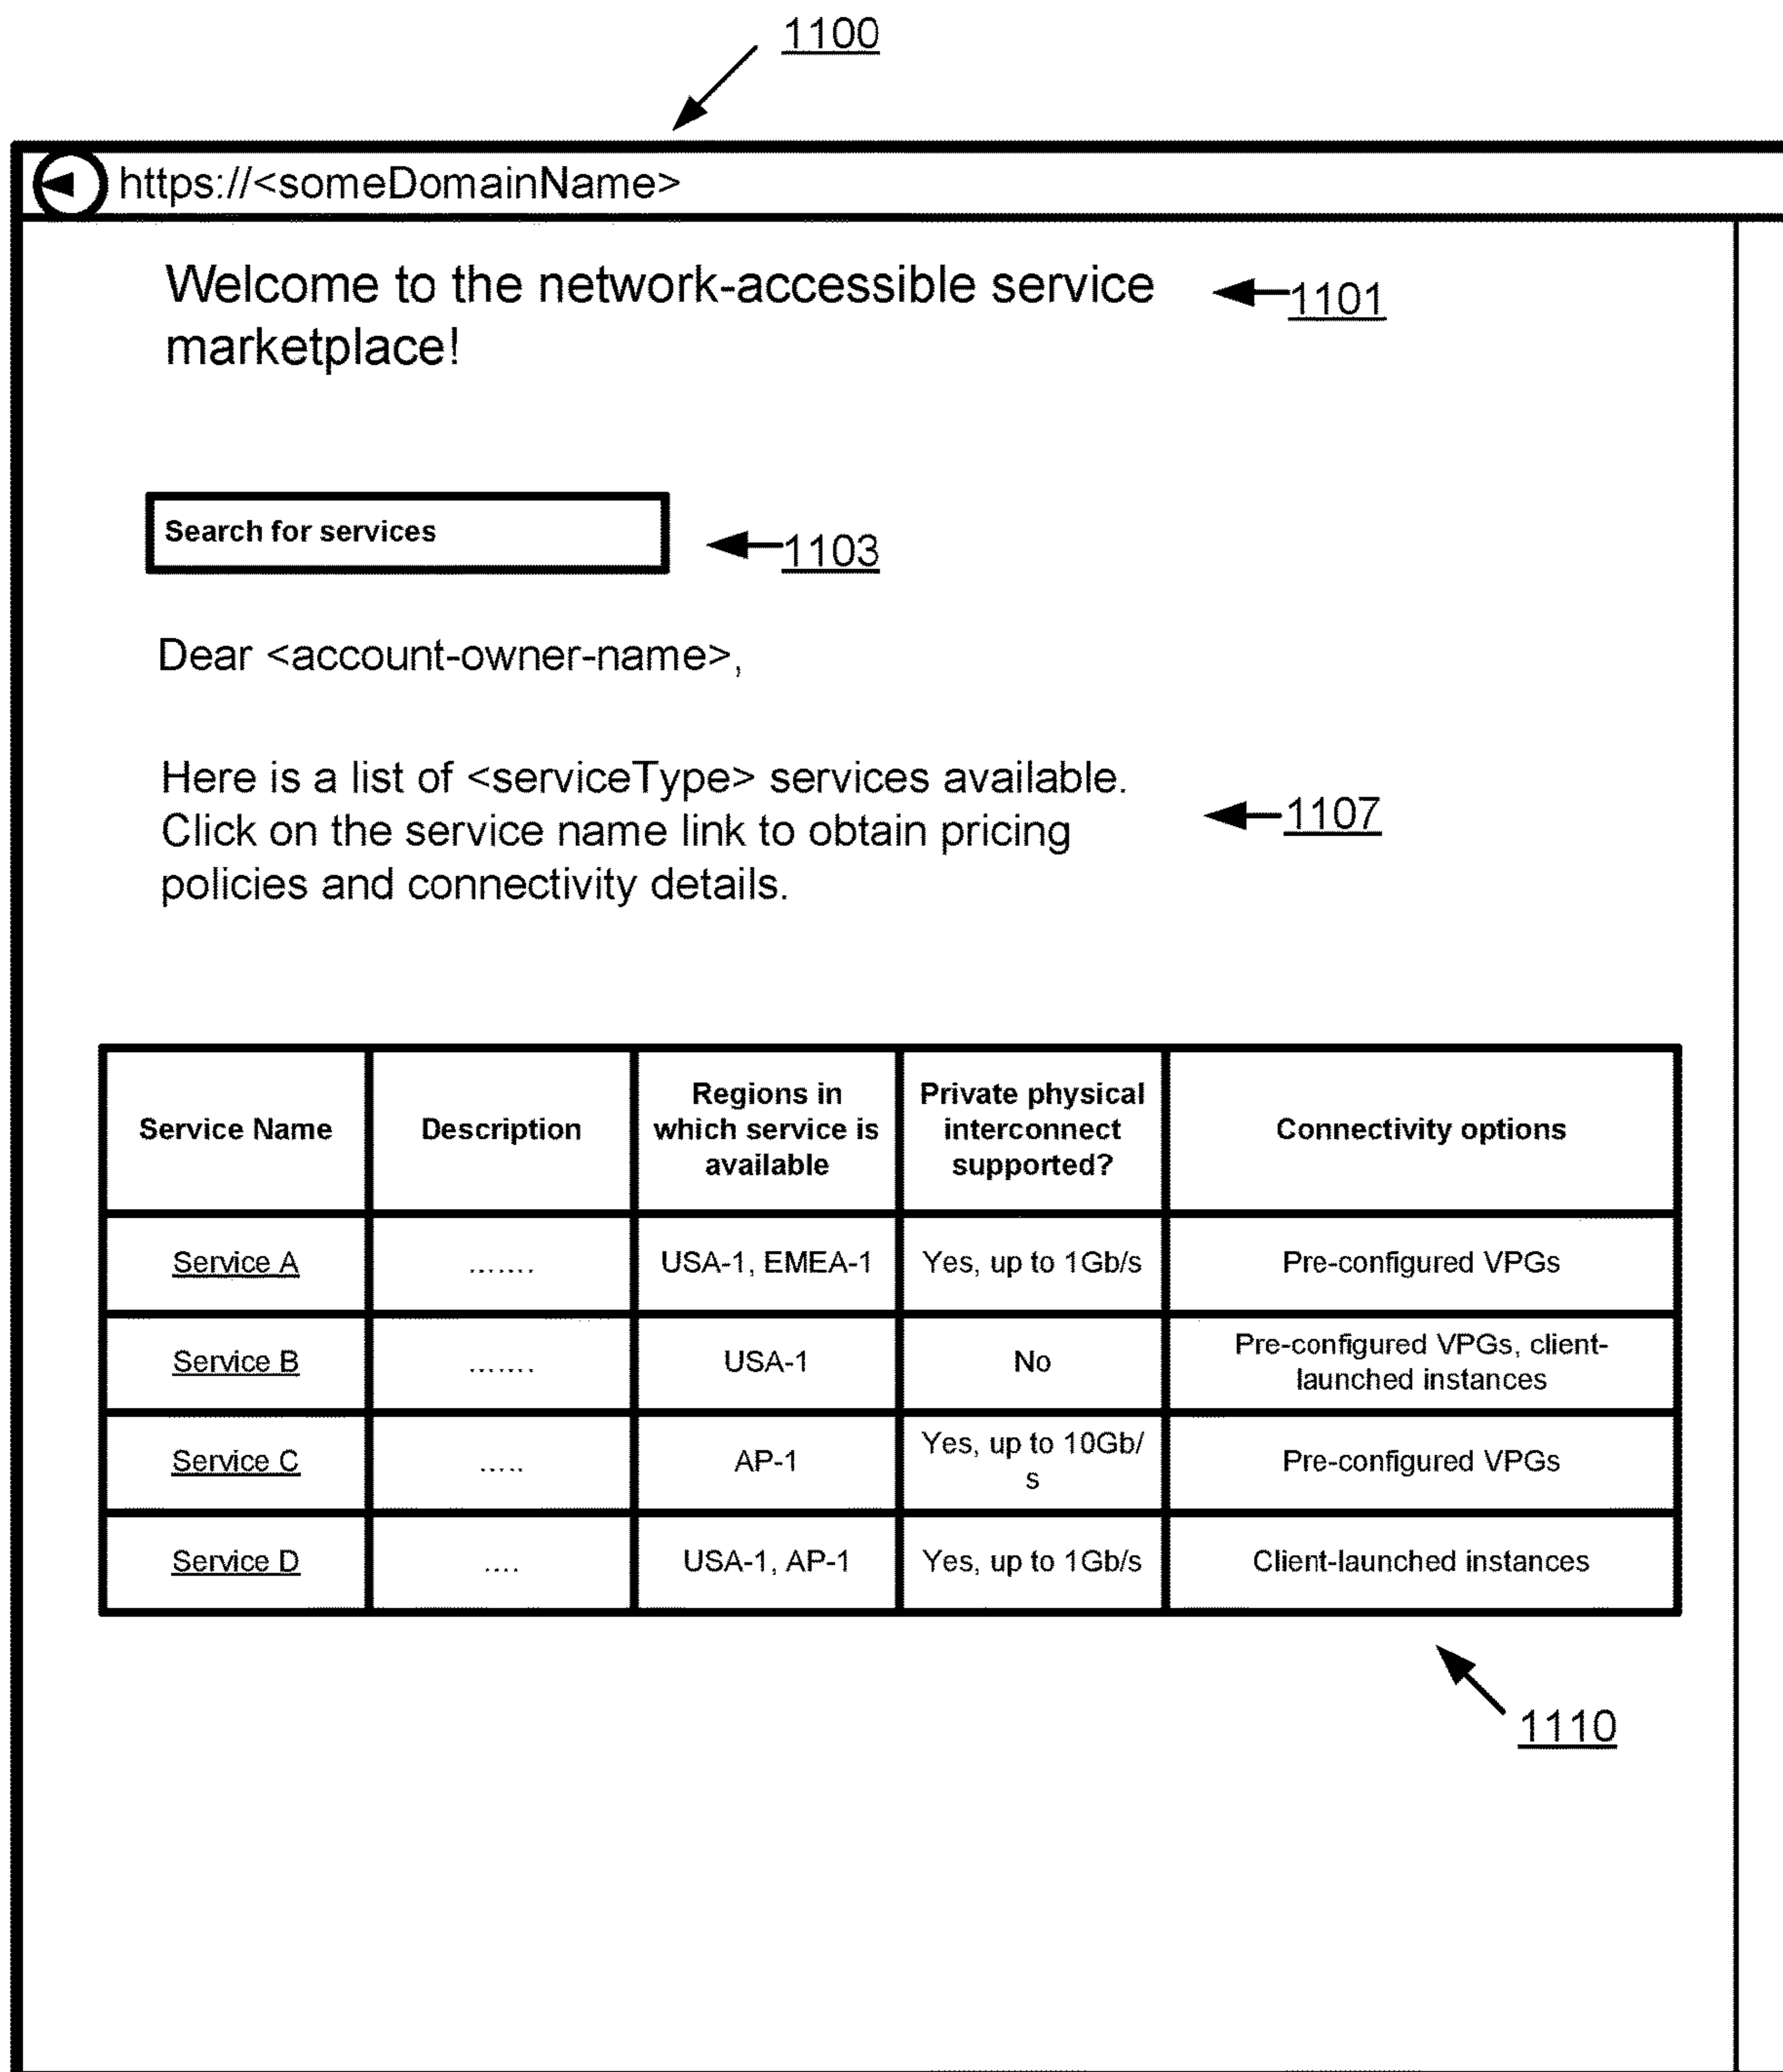 1100
https://<someDomainName>
Welcome to the network-accessible service
marketplace!
1101
Search for services
1103
Dear <account-owner-name>,
Here is a list of <serviceType> services available.
Click on the service name link to obtain pricing
policies and connectivity details.
1107
Service Name
Description
Regions in
which service is
available
Private physical
interconnect
supported?
Connectivity options
Service A
.......
USA-1, EMEA-1
Yes, up to 1Gb/s
Pre-configured VPGs
Service B
.......
USA-1
No
Pre-configured VPGs, client-
launched instances
Service C
.....
AP-1
Yes, up to 10Gb/
s
Pre-configured VPGs
Service D
....
USA-1, AP-1
Yes, up to 1Gb/s
Client-launched instances
1110